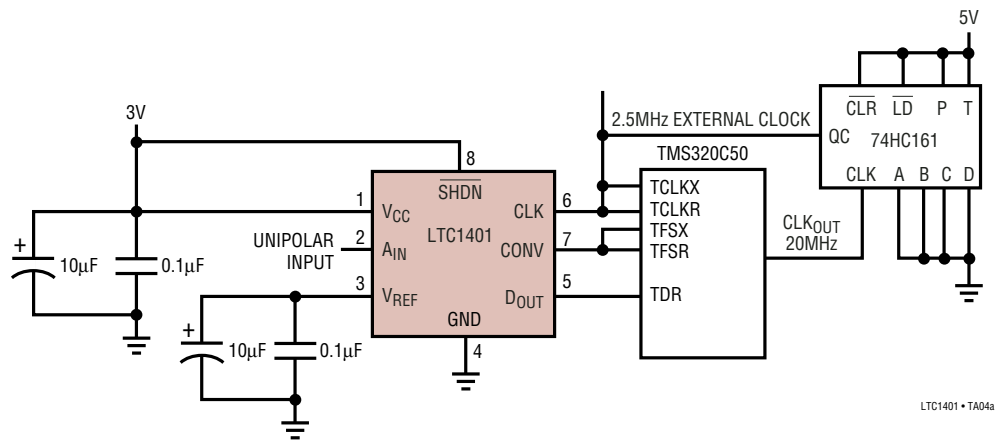 5V
CLR LD P T
QC 74HC161
CLK A B C D
2.5MHz EXTERNAL CLOCK
3V
8
SHDN
1
VCC
LTC1401
CLK
6
UNIPOLAR
INPUT
2
AIN
CONV
7
3
VREF
DOUT
5
GND
4
TMS320C50
TCLKX
TCLKR
TFSX
TFSR
TDR
CLKOUT
20MHz
+
10µF
0.1µF
+
10µF
0.1µF
LTC1401 • TA04a